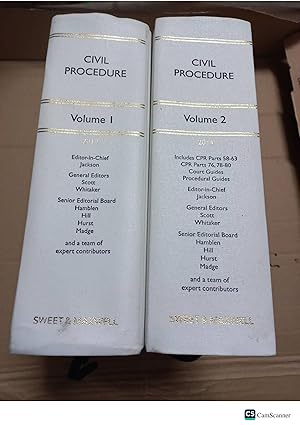 CIVIL
PROCEDURE
Volume 1
Editor-in-Chief
Jackson
General Editors
Scott
Whitaker
Senior Editorial Board
Hamblen
Hill
Hurst
Madge
and a team of
expert contributors
SWEET & MAXWELL
CIVIL
PROCEDURE
Volume 2
2014
Includes CPR Parts 58-63
CPR Parts 76, 78-80
Court Guides
Procedural Guides
Editor-in-Chief
Jackson
General Editors
Scott
Whitaker
Senior Editorial Board
Hamblen
Hill
Hurst
Madge
and a team of
expert contributors
SWEET & MAXWELL
CS CamScanner